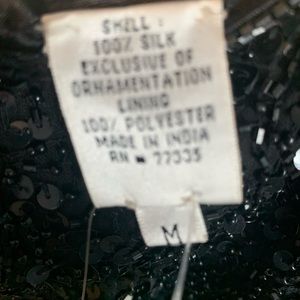 SHELL :
100% SILK
EXCLUSIVE OF
ORNAMENTATION
LINING
100% POLYESTER
MADE IN INDIA
RN 77335
M